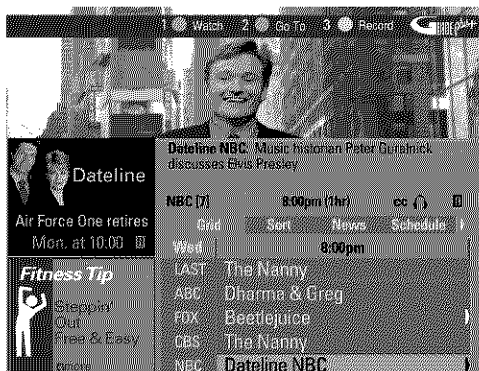 1 Watch 2 Go To 3 Record GUIDE Plus+
Dateline NBC. Music historian Peter Guralnick
discusses Elvis Presley
Dateline
NBC [7] 8:00pm (1hr) cc
Air Force One retires
Mon. at 10:00
Grid Sort News Schedule
Wed 8:00pm
Fitness Tip
Steppin'
Out
Free & Easy
more
LAST The Nanny
ABC Dharma & Greg
FOX Beetlejuice
CBS The Nanny
NBC Dateline NBC